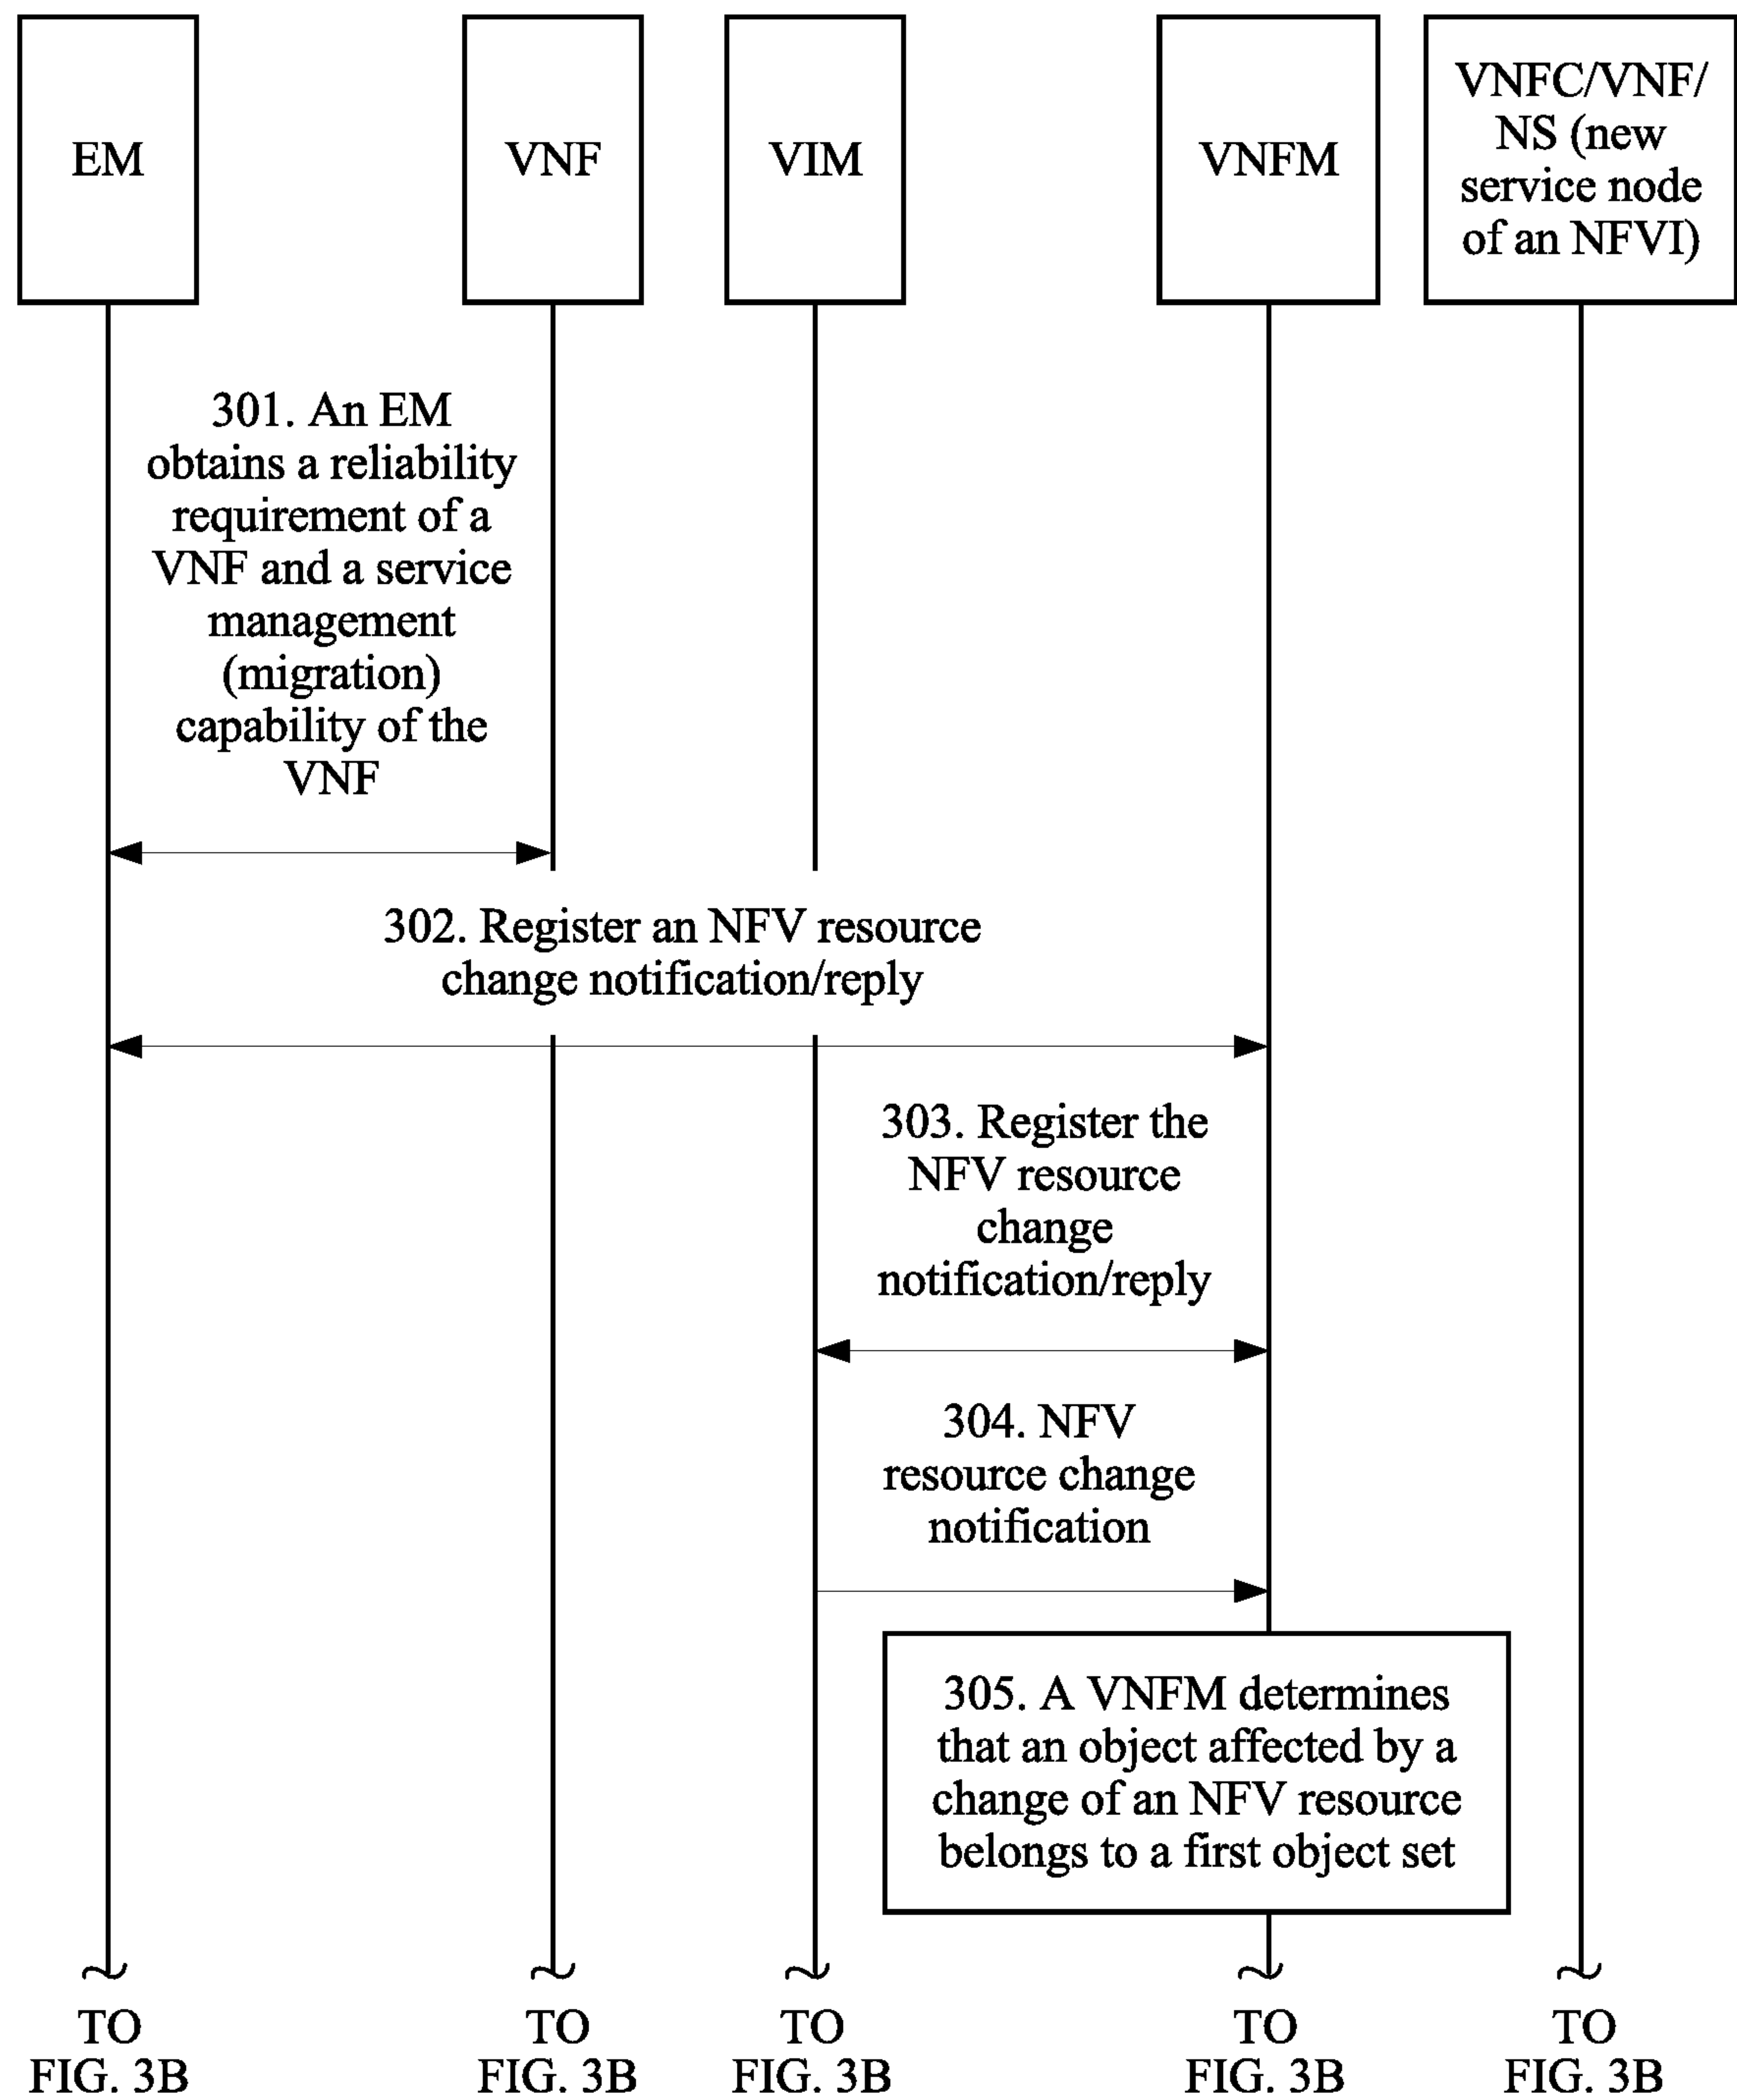 EM
VNF
VIM
VNFM
VNFC/VNF/
NS (new
service node
of an NFVI)
301. An EM
obtains a reliability
requirement of a
VNF and a service
management
(migration)
capability of the
VNF
302. Register an NFV resource
change notification/reply
303. Register the
NFV resource
change
notification/reply
304. NFV
resource change
notification
305. A VNFM determines
that an object affected by a
change of an NFV resource
belongs to a first object set
TO
FIG. 3B
TO
FIG. 3B
TO
FIG. 3B
TO
FIG. 3B
TO
FIG. 3B